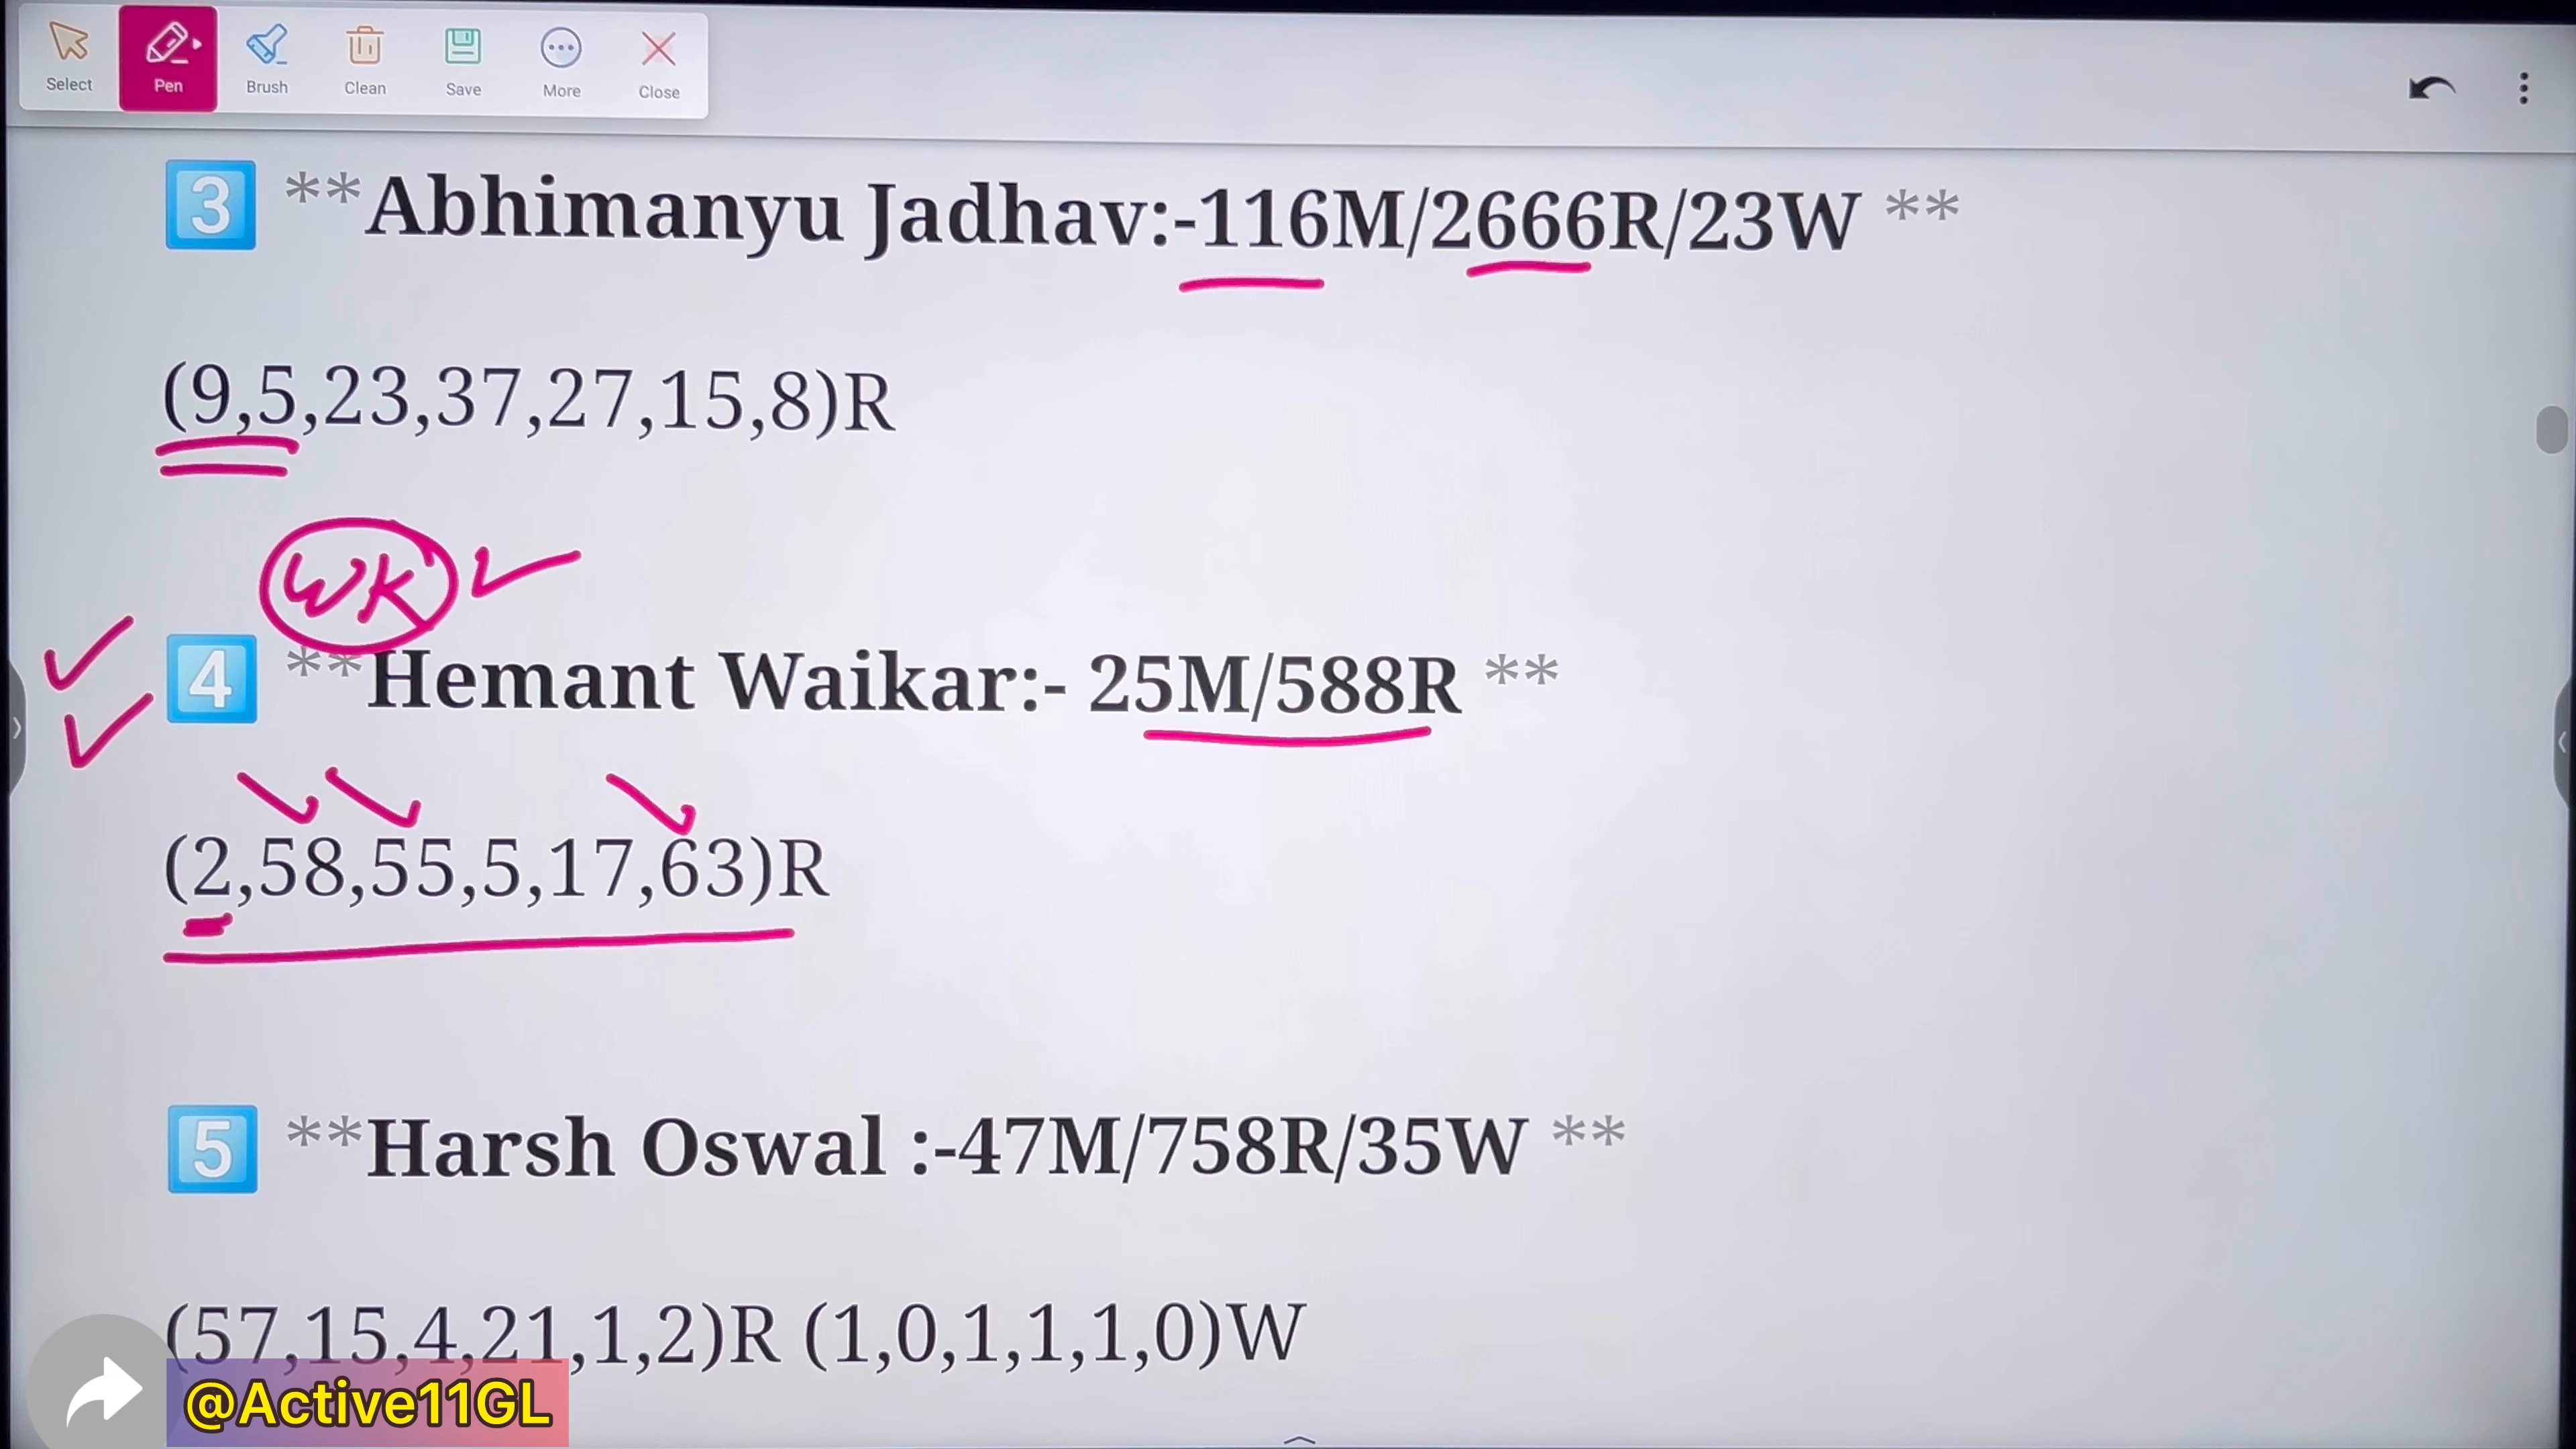 Select Pen Brush Clean Save More Close
3 **Abhimanyu Jadhav:-116M/2666R/23W **
(9,5,23,37,27,15,8)R
WK
4 **Hemant Waikar:- 25M/588R **
(2,58,55,5,17,63)R
5 **Harsh Oswal :-47M/758R/35W **
(57,15,4,21,1,2)R (1,0,1,1,1,0)W
@Active11GL